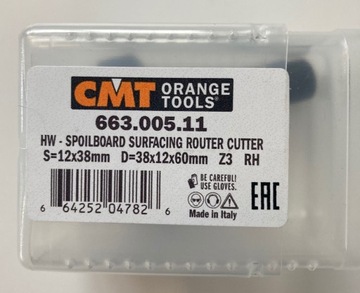 CMT ORANGE TOOLS®
663.005.11
HW - SPOILBOARD SURFACING ROUTER CUTTER
S=12x38mm D=38x12x60mm Z3 RH
BE CAREFUL!
USE GLOVES.
Made in Italy
EAC
6 64252 04782 6